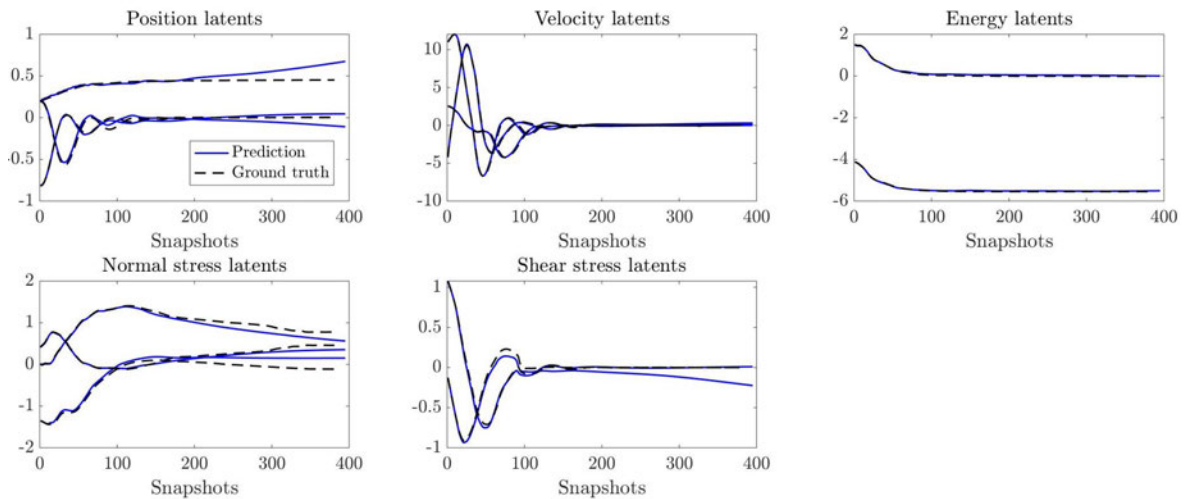 Position latents
1
0.5
0
-0.5
-1
0 100 200 300 400
Snapshots
Prediction
Ground truth
Velocity latents
10
5
0
-5
-10
0 100 200 300 400
Snapshots
Energy latents
2
0
-2
-4
-6
0 100 200 300 400
Snapshots
Normal stress latents
2
1
0
-1
-2
0 100 200 300 400
Snapshots
Shear stress latents
1
0.5
0
-0.5
-1
0 100 200 300 400
Snapshots